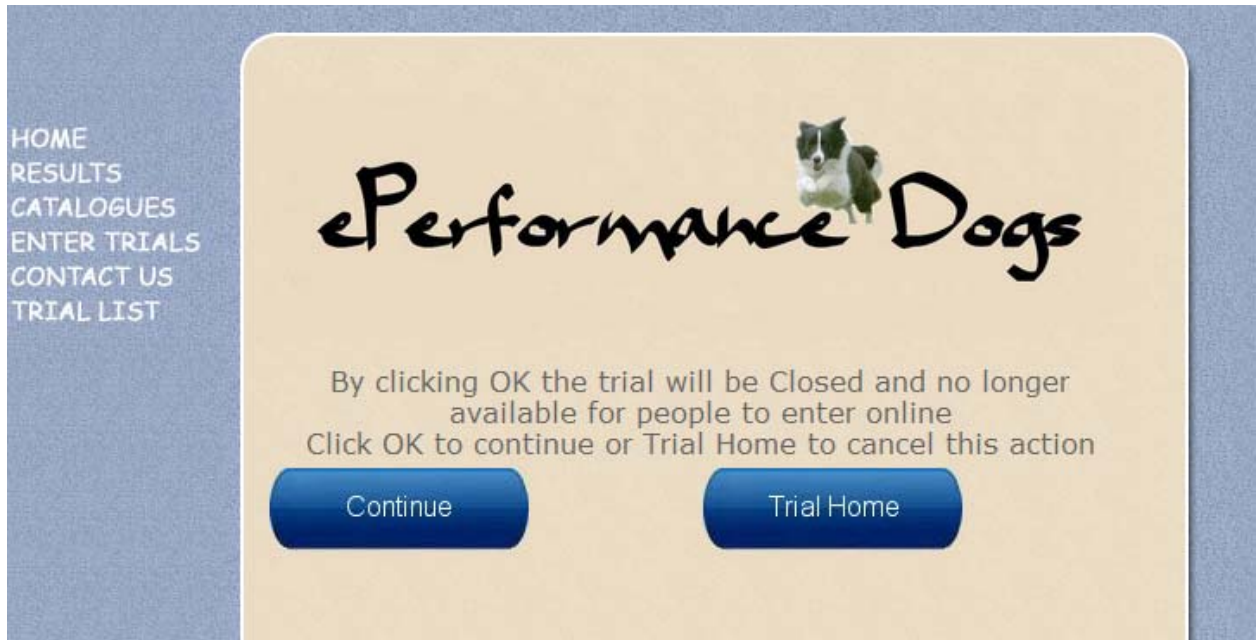 HOME
RESULTS
CATALOGUES
ENTER TRIALS
CONTACT US
TRIAL LIST
ePerformance Dogs
By clicking OK the trial will be Closed and no longer
available for people to enter online
Click OK to continue or Trial Home to cancel this action
Continue
Trial Home